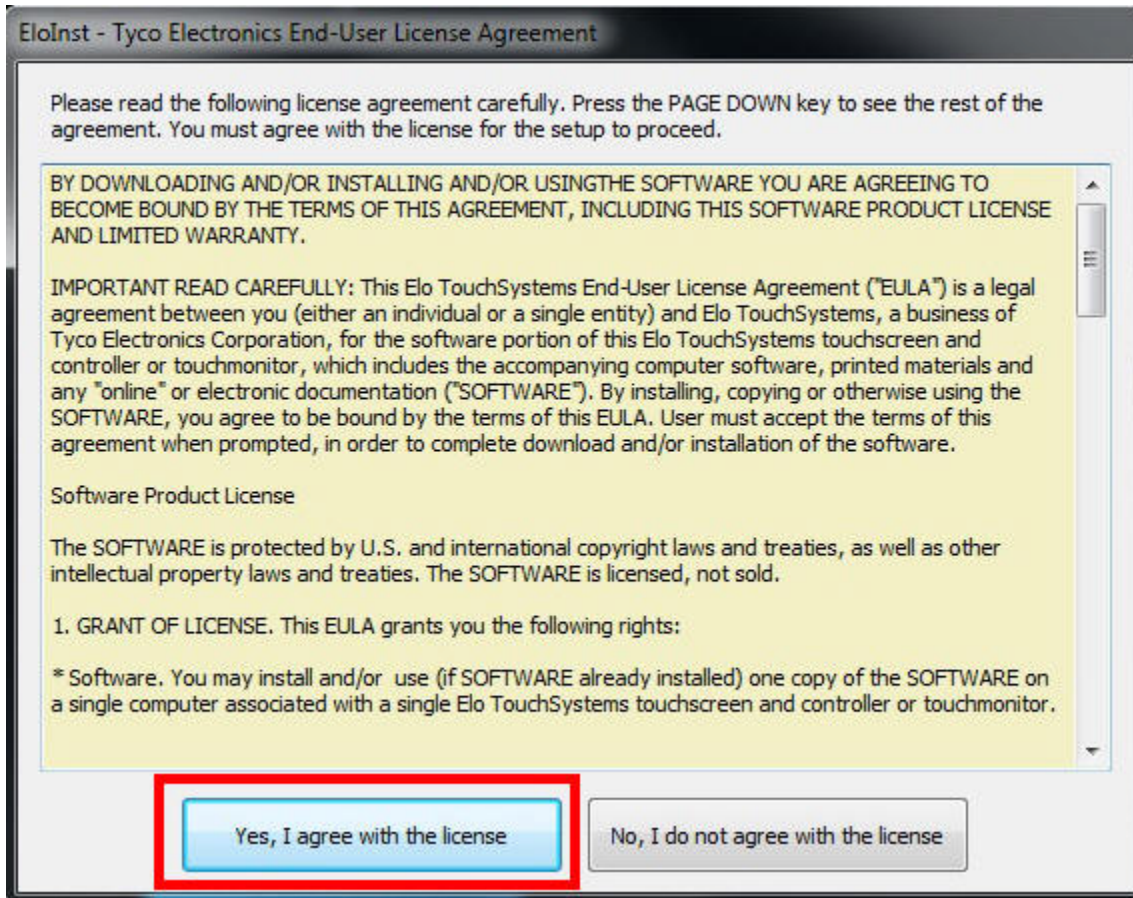 EloInst - Tyco Electronics End-User License Agreement
Please read the following license agreement carefully. Press the PAGE DOWN key to see the rest of the
agreement. You must agree with the license for the setup to proceed.
BY DOWNLOADING AND/OR INSTALLING AND/OR USINGTHE SOFTWARE YOU ARE AGREEING TO
BECOME BOUND BY THE TERMS OF THIS AGREEMENT, INCLUDING THIS SOFTWARE PRODUCT LICENSE
AND LIMITED WARRANTY.
IMPORTANT READ CAREFULLY: This Elo TouchSystems End-User License Agreement ("EULA") is a legal
agreement between you (either an individual or a single entity) and Elo TouchSystems, a business of
Tyco Electronics Corporation, for the software portion of this Elo TouchSystems touchscreen and
controller or touchmonitor, which includes the accompanying computer software, printed materials and
any "online" or electronic documentation ("SOFTWARE"). By installing, copying or otherwise using the
SOFTWARE, you agree to be bound by the terms of this EULA. User must accept the terms of this
agreement when prompted, in order to complete download and/or installation of the software.
Software Product License
The SOFTWARE is protected by U.S. and international copyright laws and treaties, as well as other
intellectual property laws and treaties. The SOFTWARE is licensed, not sold.
1. GRANT OF LICENSE. This EULA grants you the following rights:
* Software. You may install and/or  use (if SOFTWARE already installed) one copy of the SOFTWARE on
a single computer associated with a single Elo TouchSystems touchscreen and controller or touchmonitor.
Yes, I agree with the license
No, I do not agree with the license